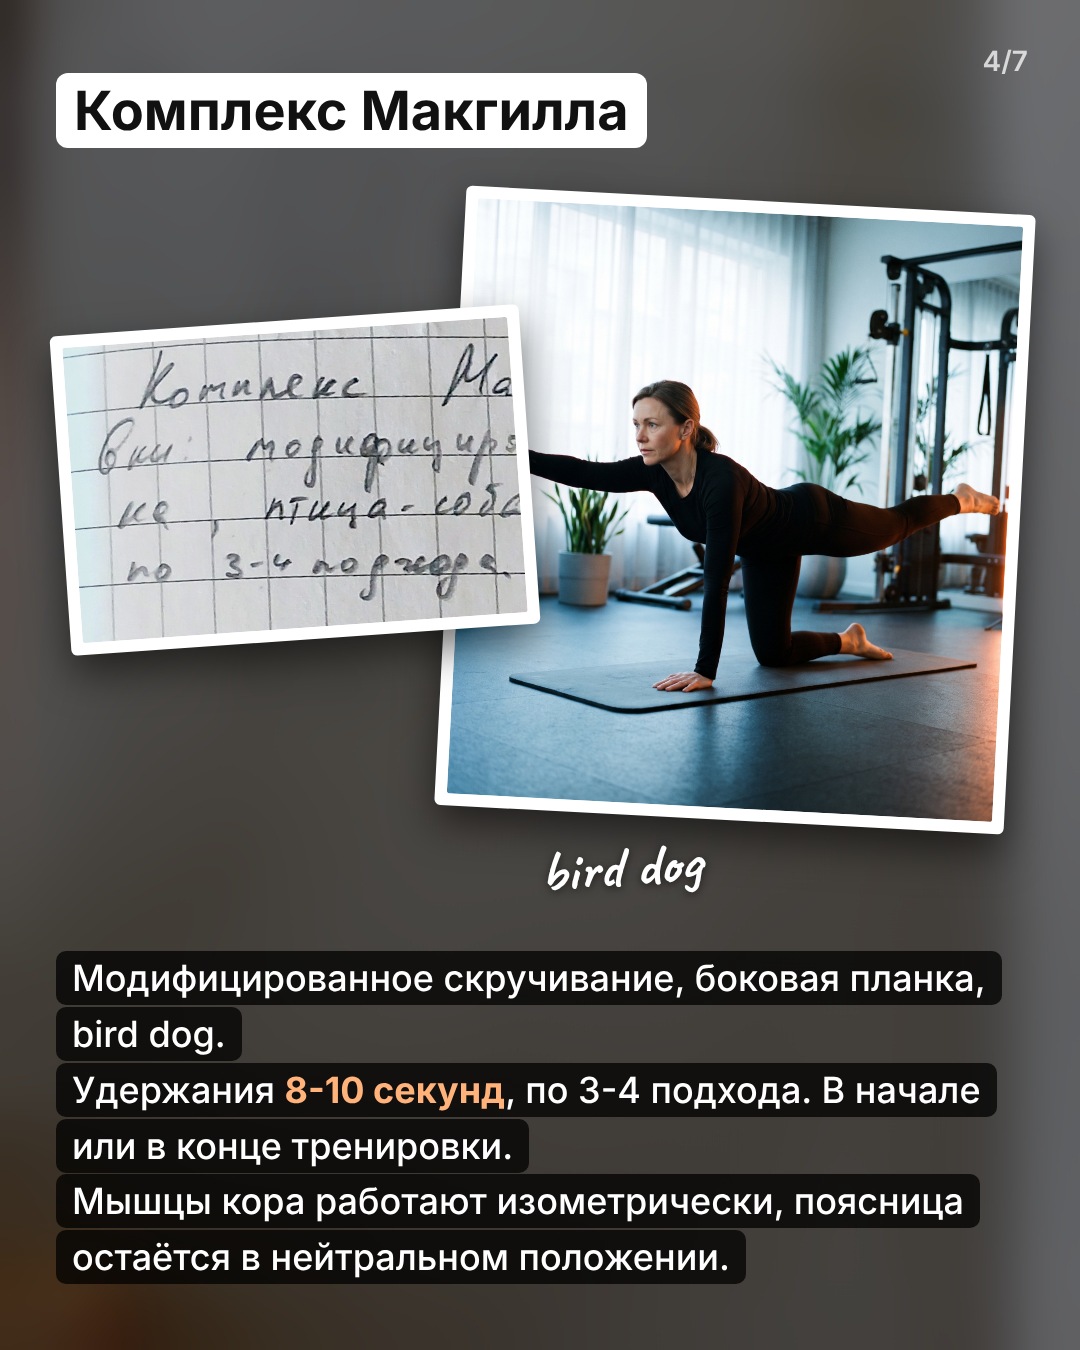 4/7
Комплекс Макгилла
Комплекс Ма
вки: модифициро
ка, птица-соба
по 3-4 подхода.
bird dog
Модифицированное скручивание, боковая планка,
bird dog.
Удержания 8-10 секунд, по 3-4 подхода. В начале
или в конце тренировки.
Мышцы кора работают изометрически, поясница
остаётся в нейтральном положении.